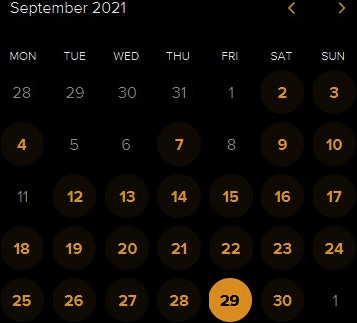 September 2021 < >
MON TUE WED THU FRI SAT SUN
28 29 30 31 1 2 3
4 5 6 7 8 9 10
11 12 13 14 15 16 17
18 19 20 21 22 23 24
25 26 27 28 29 30 1